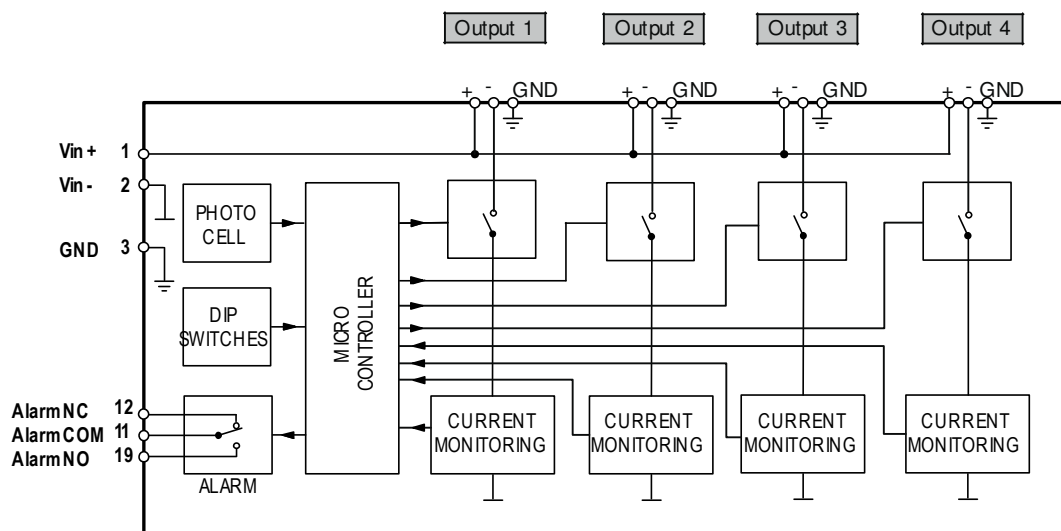 Output 1 Output 2 Output 3 Output 4
+ - GND + - GND + - GND + - GND
Vin + 1
Vin - 2
GND 3
PHOTO
CELL
DIP
SWITCHES
MICRO
CONTROLLER
Alarm NC 12
Alarm COM 11
Alarm NO 19
ALARM
CURRENT
MONITORING
CURRENT
MONITORING
CURRENT
MONITORING
CURRENT
MONITORING